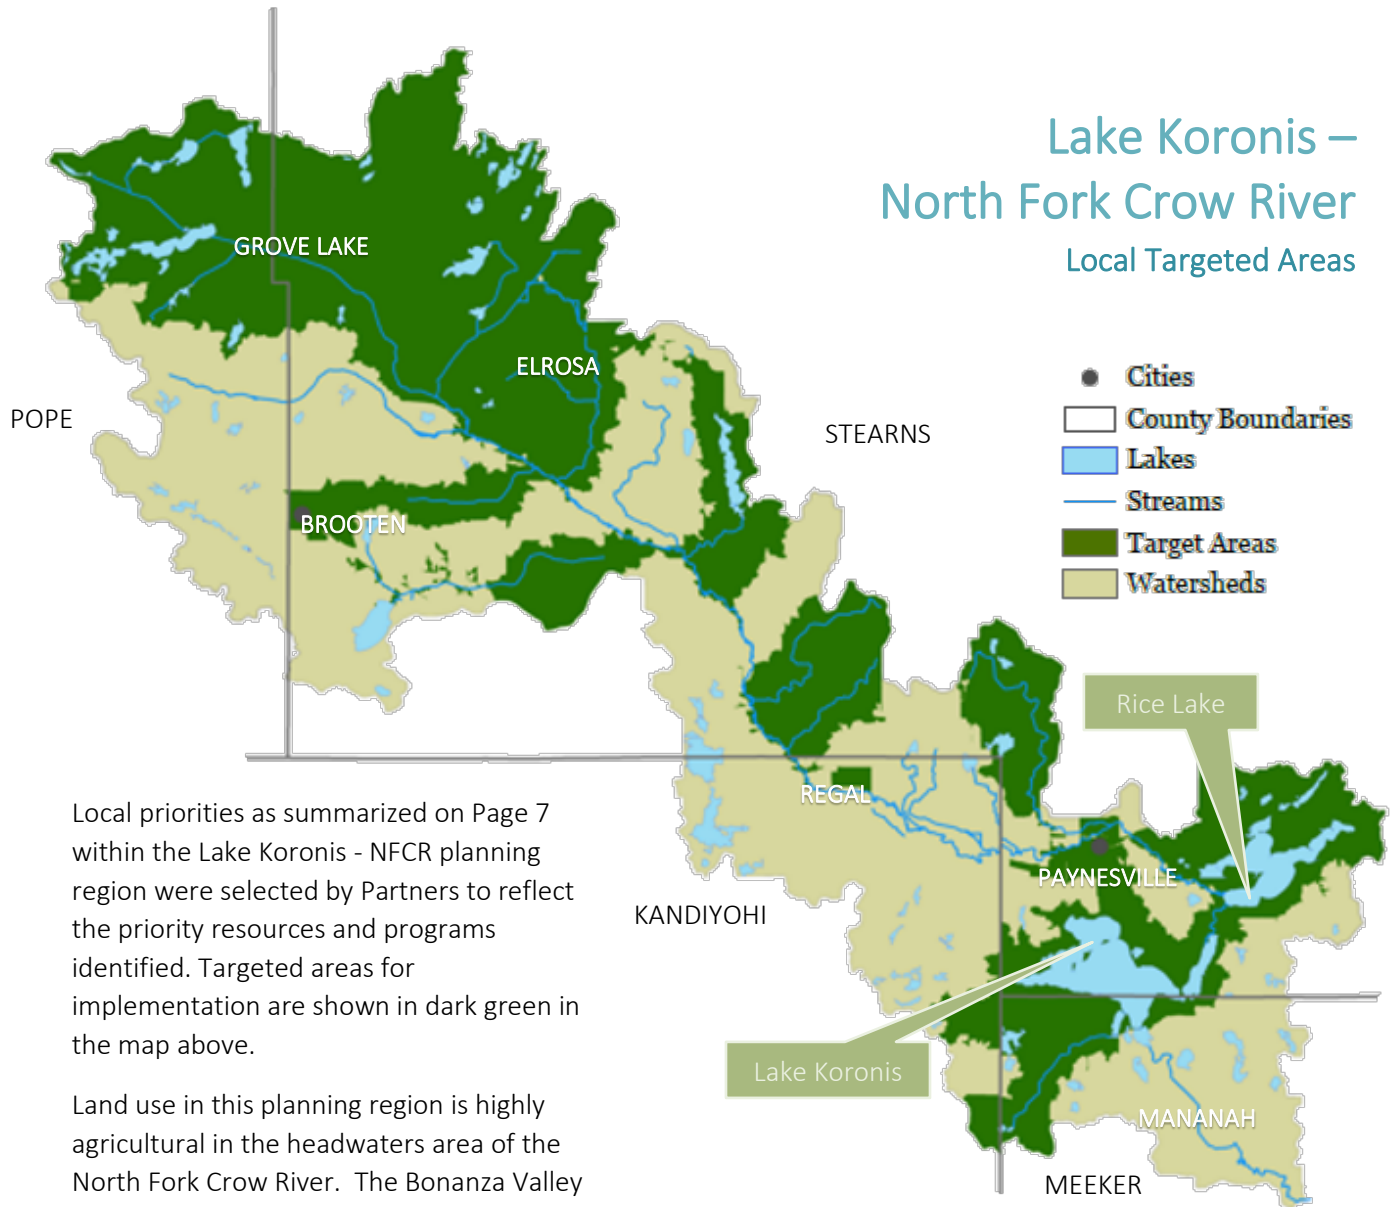 Lake Koronis –
North Fork Crow River
Local Targeted Areas
GROVE LAKE
ELROSA
POPE
STEARNS
BROOTEN
Cities
County Boundaries
Lakes
Streams
Target Areas
Watersheds
Rice Lake
REGAL
PAYNESVILLE
KANDIYOHI
Lake Koronis
MANANAH
MEEKER
Local priorities as summarized on Page 7
within the Lake Koronis - NFCR planning
region were selected by Partners to reflect
the priority resources and programs
identified. Targeted areas for
implementation are shown in dark green in
the map above.
Land use in this planning region is highly
agricultural in the headwaters area of the
North Fork Crow River.  The Bonanza Valley